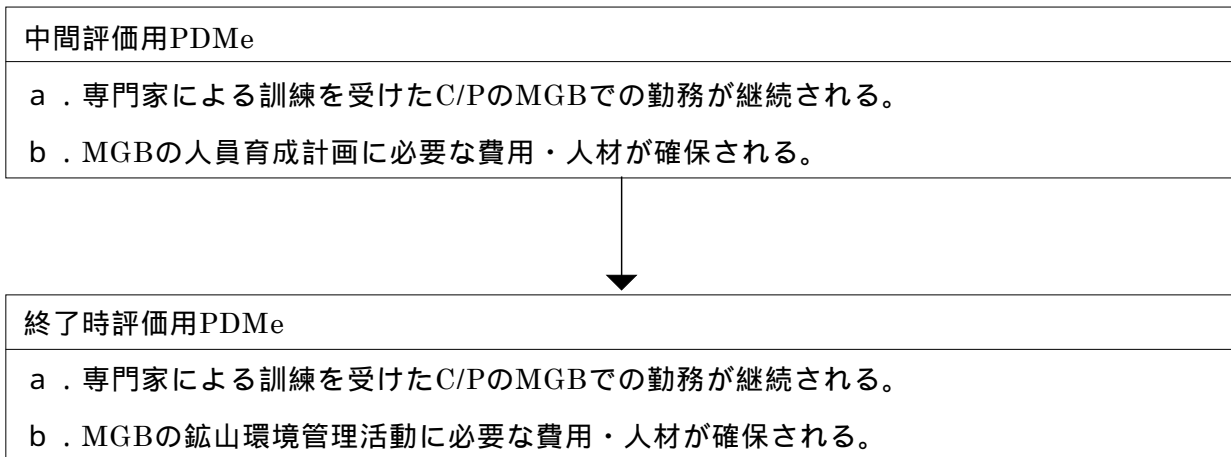 中間評価用PDMe
a．専門家による訓練を受けたC/PのMGBでの勤務が継続される。
b．MGBの人員育成計画に必要な費用・人材が確保される。
終了時評価用PDMe
a．専門家による訓練を受けたC/PのMGBでの勤務が継続される。
b．MGBの鉱山環境管理活動に必要な費用・人材が確保される。